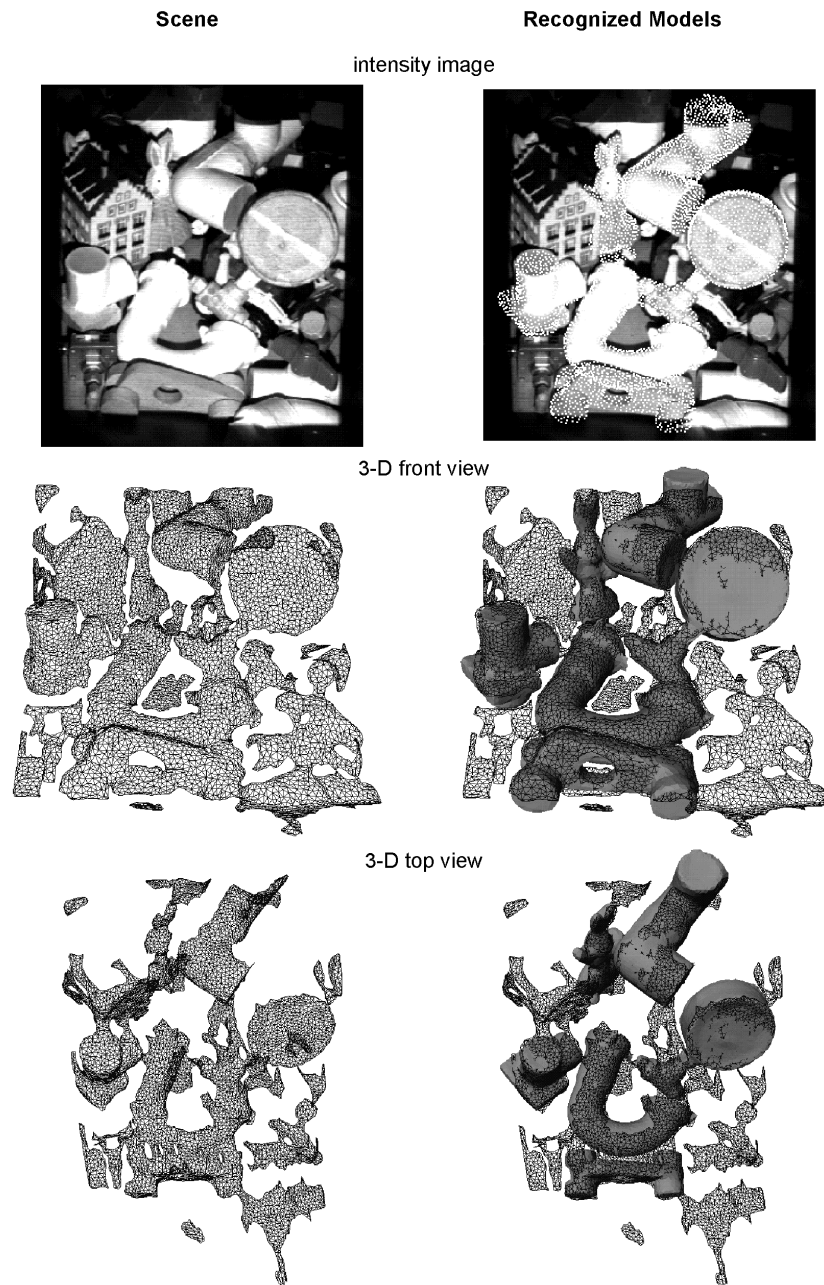 Scene
Recognized Models
intensity image
3-D front view
3-D top view